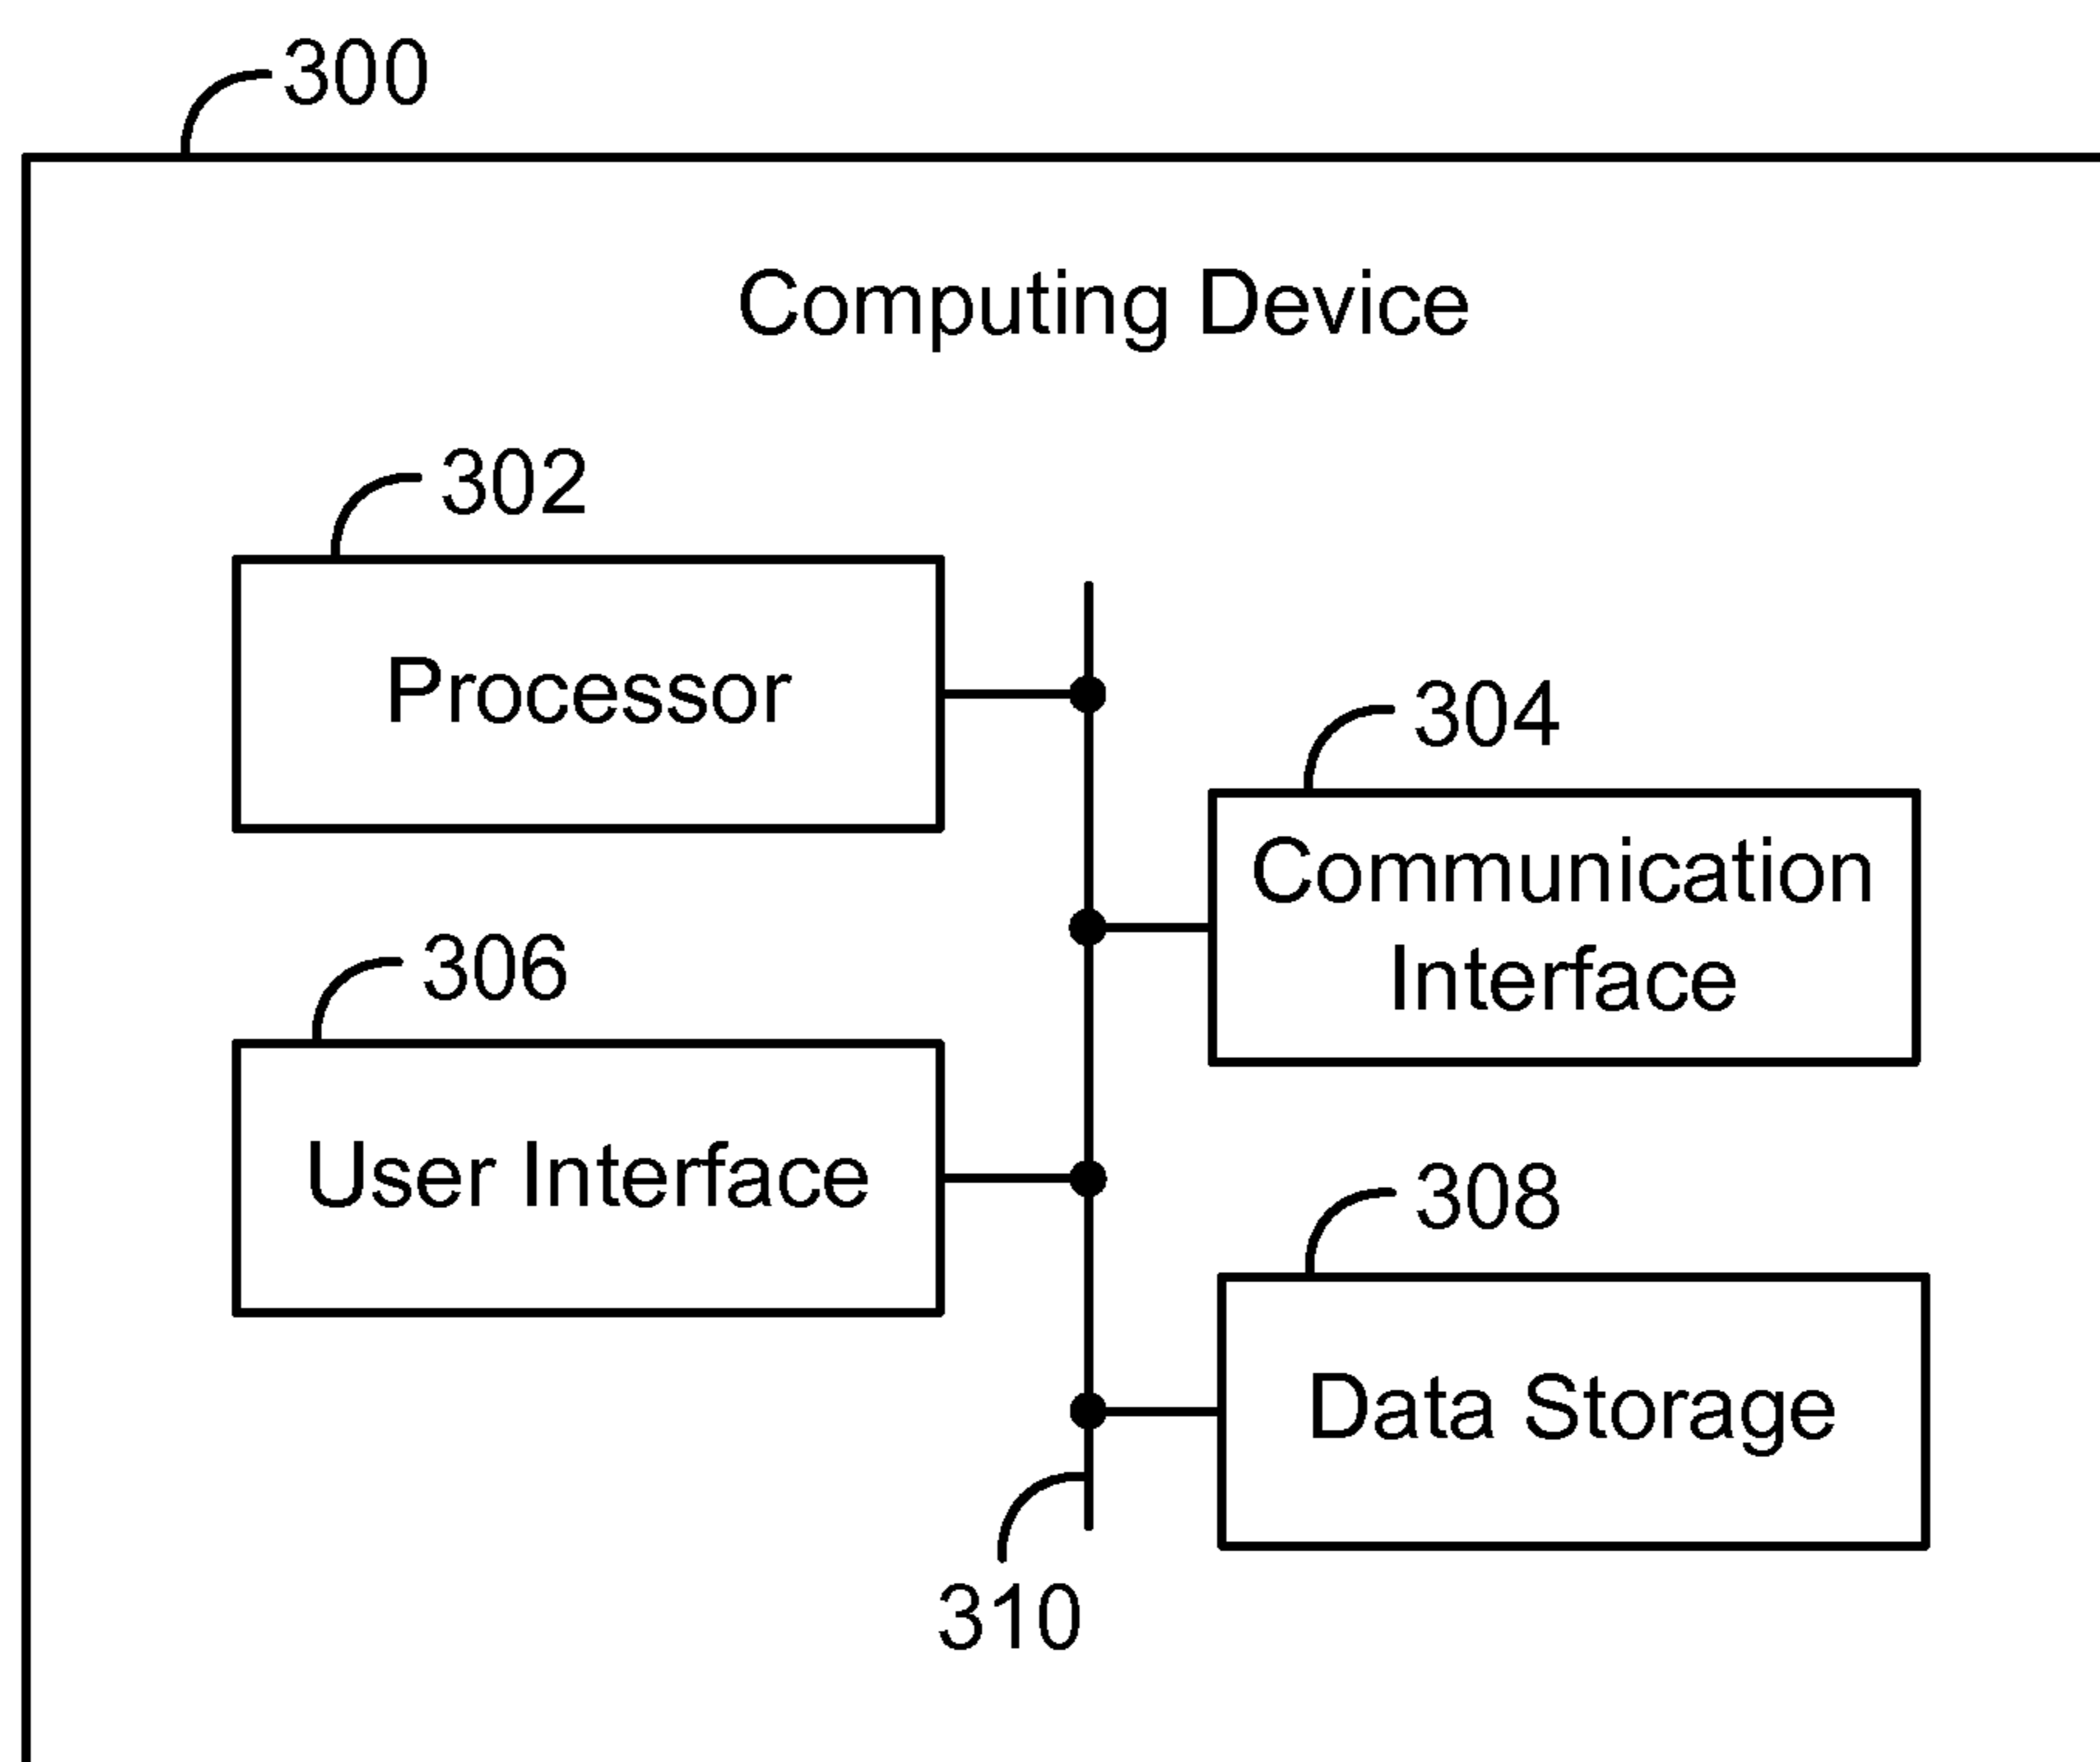 300
Computing Device
302
Processor
304
Communication
Interface
306
User Interface
308
Data Storage
310